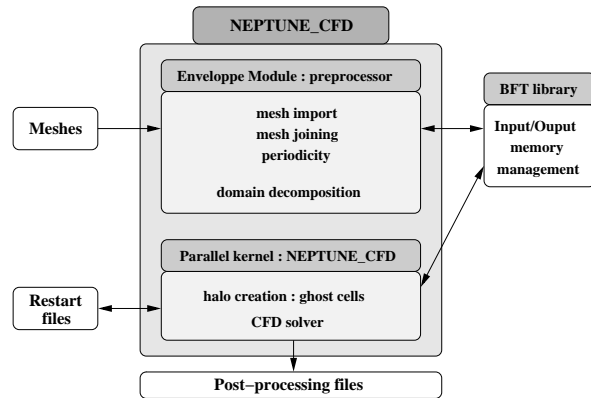 NEPTUNE_CFD
Enveloppe Module : preprocessor
mesh import
mesh joining
periodicity
domain decomposition
Meshes
BFT library
Input/Ouput
memory
management
Parallel kernel : NEPTUNE_CFD
halo creation : ghost cells
CFD solver
Restart
files
Post−processing files